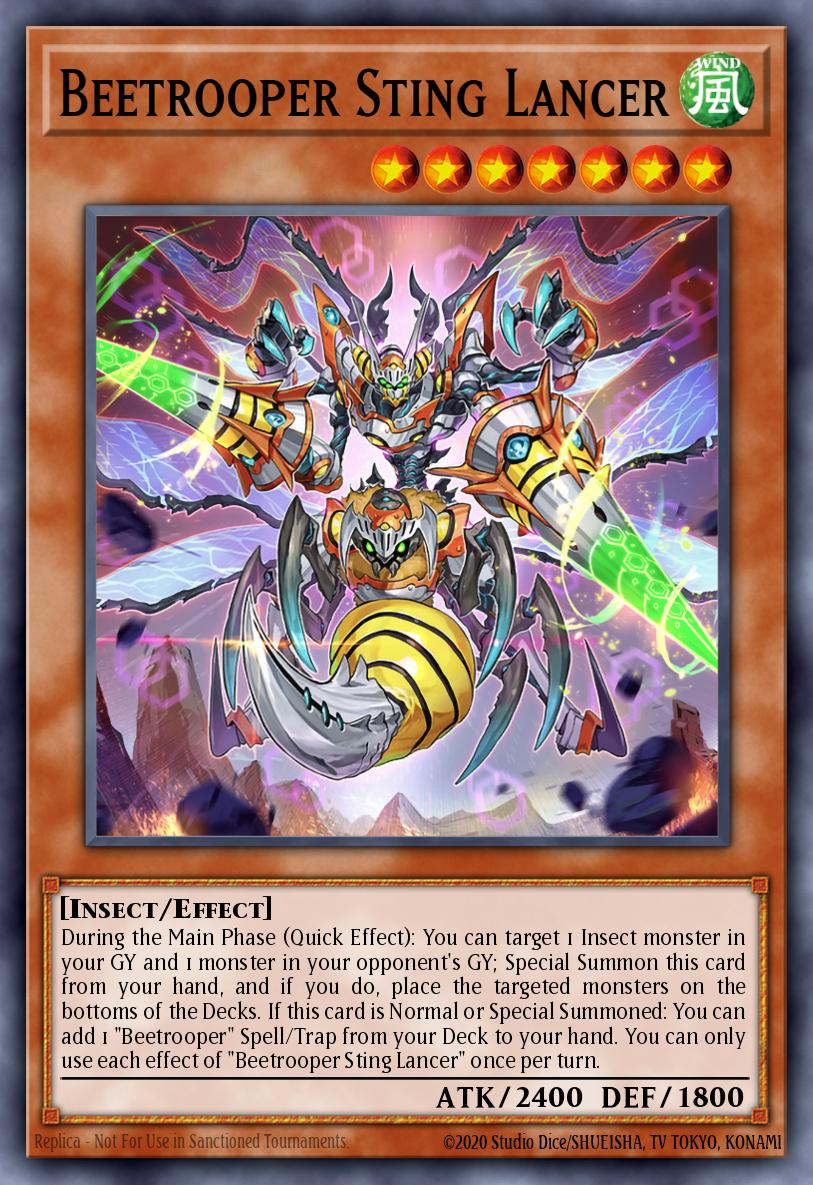 Beetrooper Sting Lancer
WIND
風
[Insect/Effect]
During the Main Phase (Quick Effect): You can target 1 Insect monster in
your GY and 1 monster in your opponent's GY; Special Summon this card
from your hand, and if you do, place the targeted monsters on the
bottoms of the Decks. If this card is Normal or Special Summoned: You can
add 1 "Beetrooper" Spell/Trap from your Deck to your hand. You can only
use each effect of "Beetrooper Sting Lancer" once per turn.
ATK/2400 DEF/1800
Replica - Not For Use in Sanctioned Tournaments.
©2020 Studio Dice/SHUEISHA, TV TOKYO, KONAMI